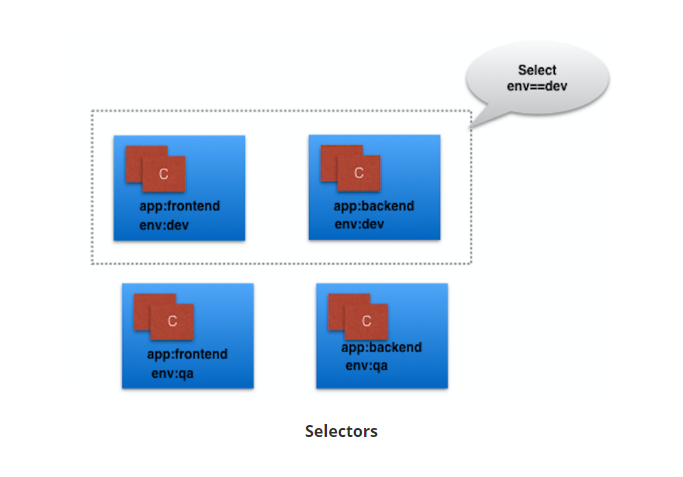 Select
env==dev
C
app:frontend
env:dev
C
app:backend
env:dev
C
app:frontend
env:qa
C
app:backend
env:qa
Selectors